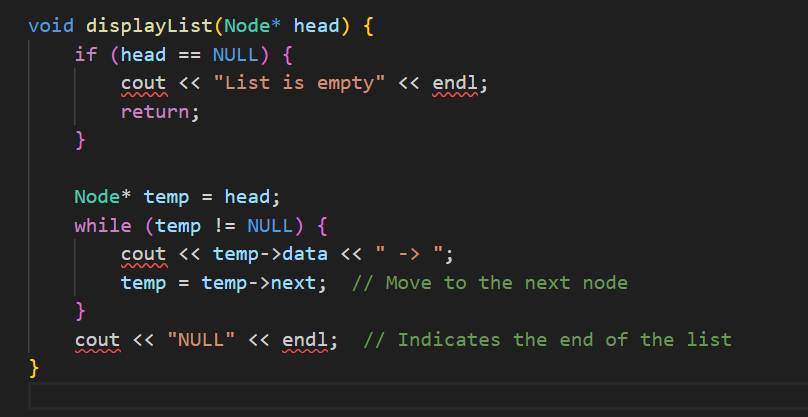 void displayList(Node* head) {
    if (head == NULL) {
        cout << "List is empty" << endl;
        return;
    }

    Node* temp = head;
    while (temp != NULL) {
        cout << temp->data << " -> ";
        temp = temp->next;  // Move to the next node
    }
    cout << "NULL" << endl;  // Indicates the end of the list
}